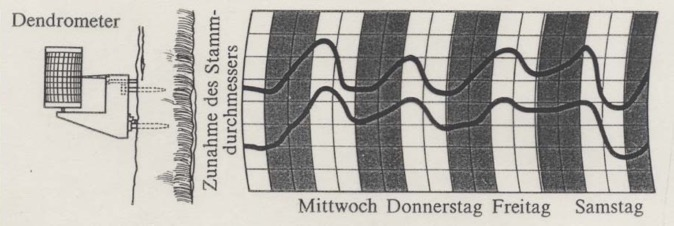 Dendrometer
Zunahme des Stamm-
durchmessers
Mittwoch Donnerstag Freitag Samstag